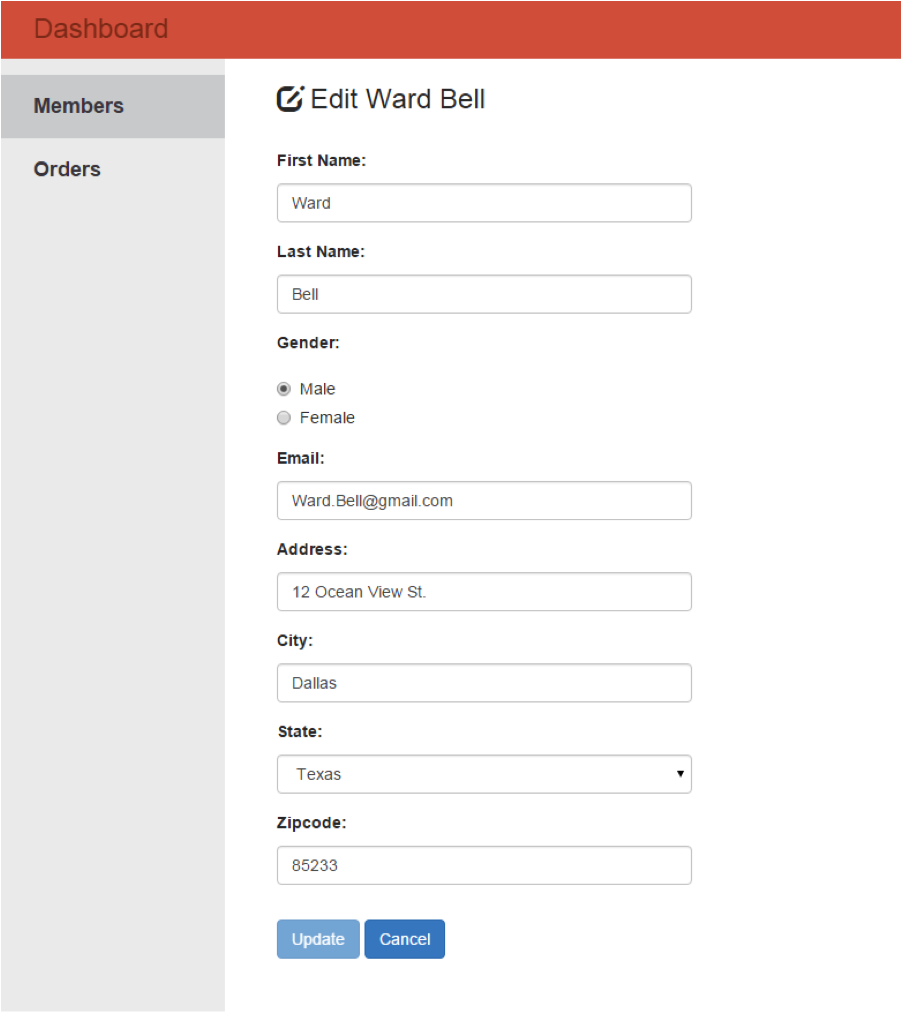 Dashboard
Members
Orders
Edit Ward Bell
First Name:
Ward
Last Name:
Bell
Gender:
Male
Female
Email:
Ward.Bell@gmail.com
Address:
12 Ocean View St.
City:
Dallas
State:
Texas
Zipcode:
85233
Update Cancel